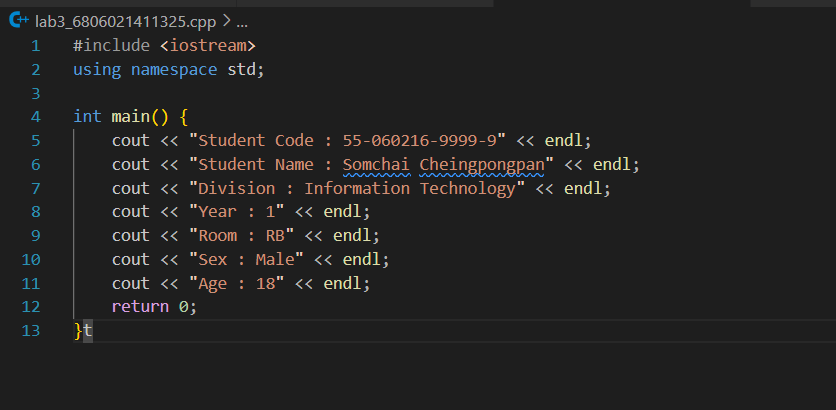 lab3_6806021411325.cpp > ...
1 #include <iostream>
2 using namespace std;
3
4 int main() {
5 cout << "Student Code : 55-060216-9999-9" << endl;
6 cout << "Student Name : Somchai Cheingpongpan" << endl;
7 cout << "Division : Information Technology" << endl;
8 cout << "Year : 1" << endl;
9 cout << "Room : RB" << endl;
10 cout << "Sex : Male" << endl;
11 cout << "Age : 18" << endl;
12 return 0;
13 }t